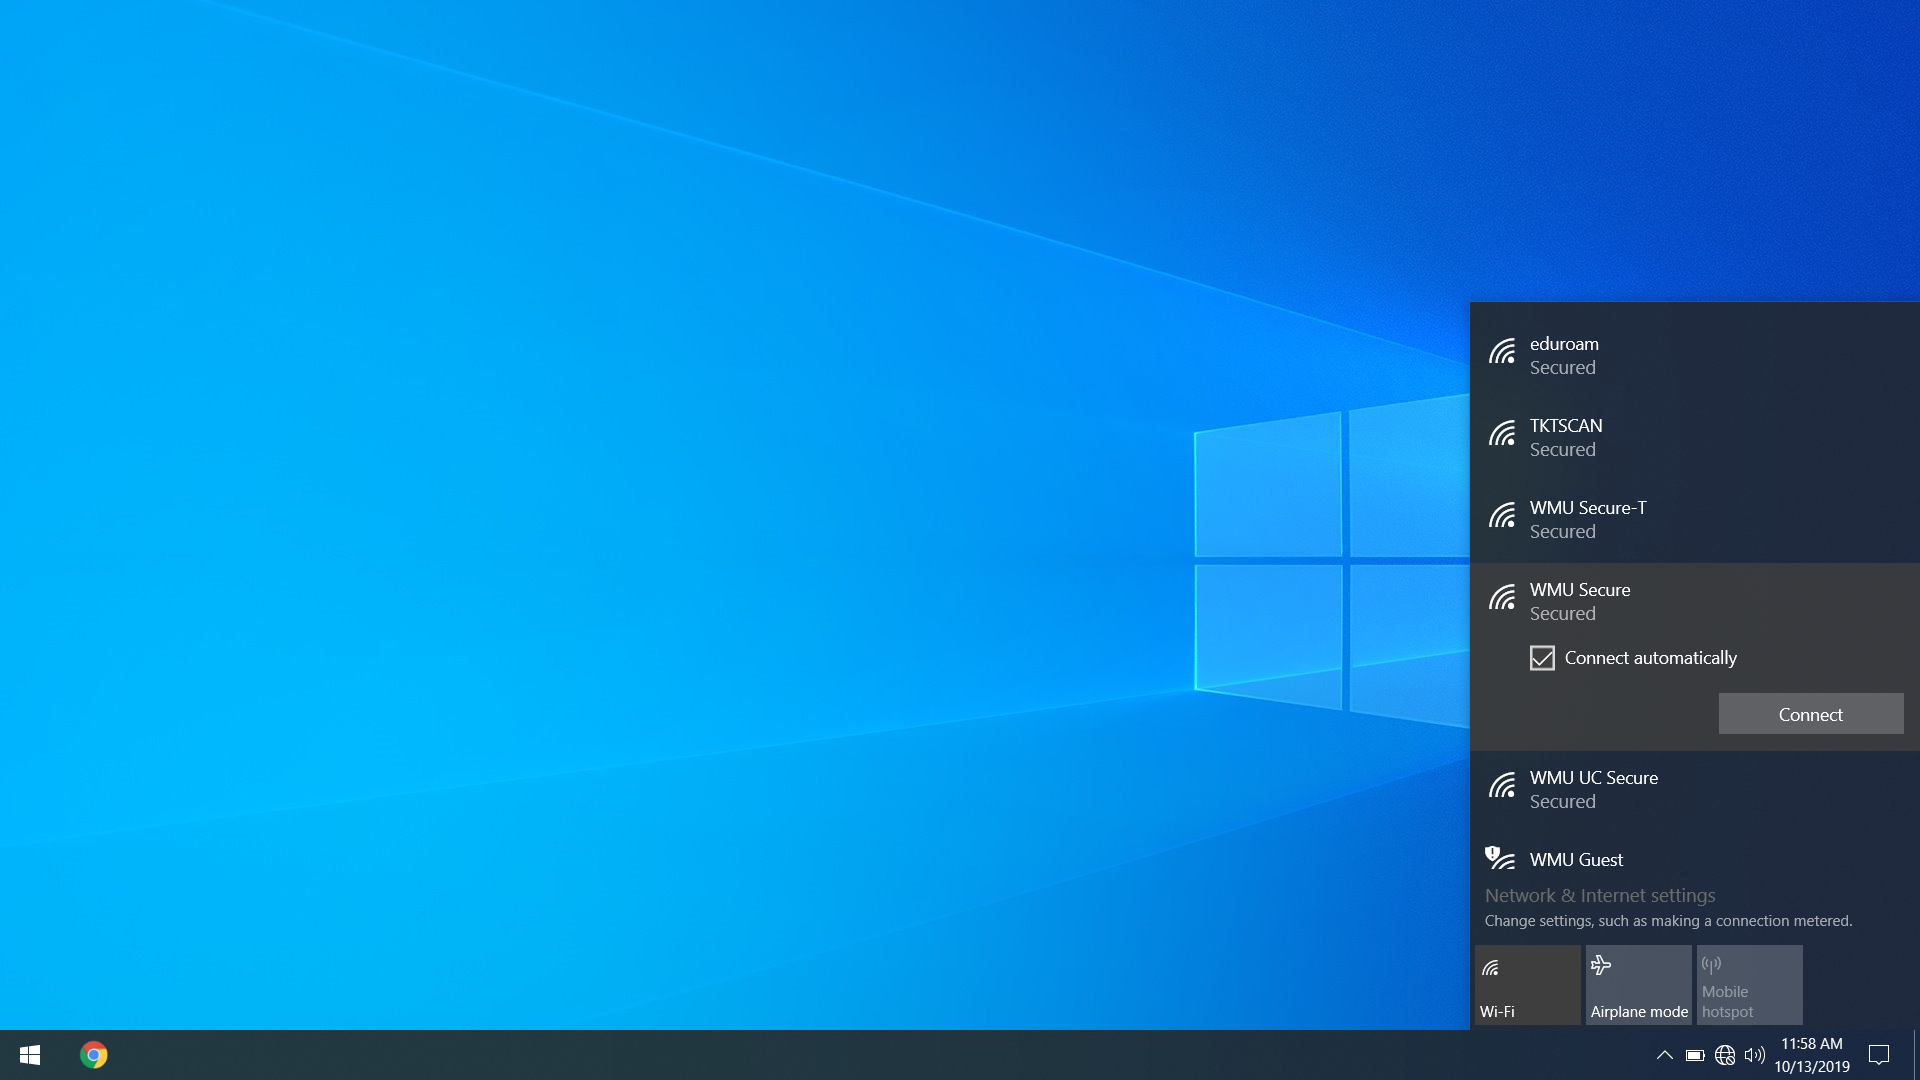 eduroam
Secured
TKTSCAN
Secured
WMU Secure-T
Secured
WMU Secure
Secured
Connect automatically
Connect
WMU UC Secure
Secured
WMU Guest
Network & Internet settings
Change settings, such as making a connection metered.
Wi-Fi
Airplane mode
Mobile
hotspot
11:58 AM
10/13/2019